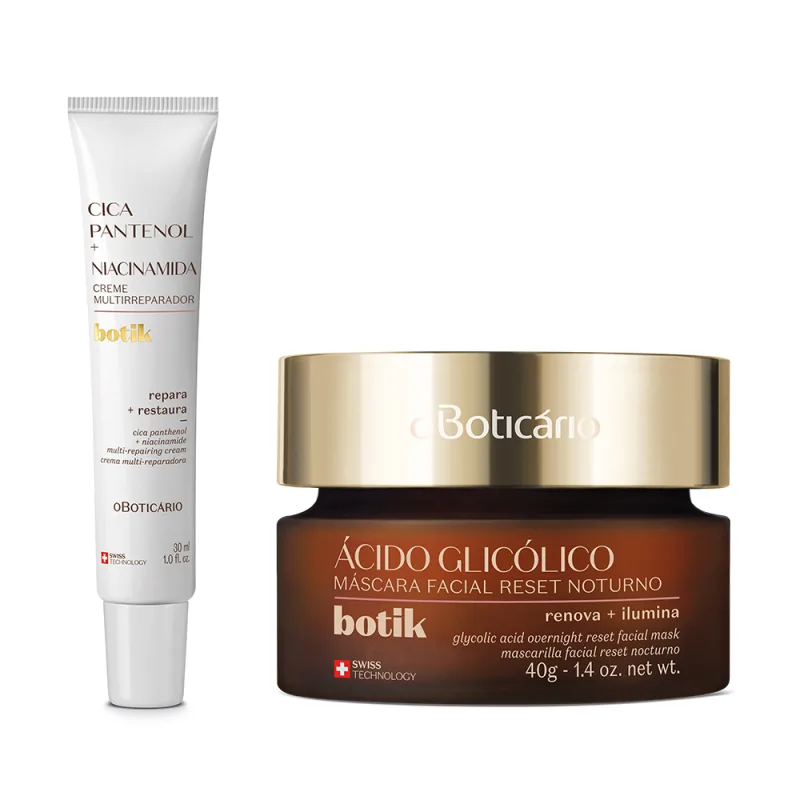 CICA
PANTENOL
+
NIACINAMIDA
CREME
MULTIRREPARADOR
botik
repara
+ restaura
cica panthenol
+ niacinamide
multi-repairing cream
crema multi-reparadora
oBOTICÁRIO
30 ml
1.0 fl. oz.
SWISS
TECHNOLOGY
oBoticário
ÁCIDO GLICÓLICO
MÁSCARA FACIAL RESET NOTURNO
botik
renova + ilumina
glycolic acid overnight reset facial mask
mascarilla facial reset nocturno
40g - 1.4 oz. net wt.
SWISS
TECHNOLOGY